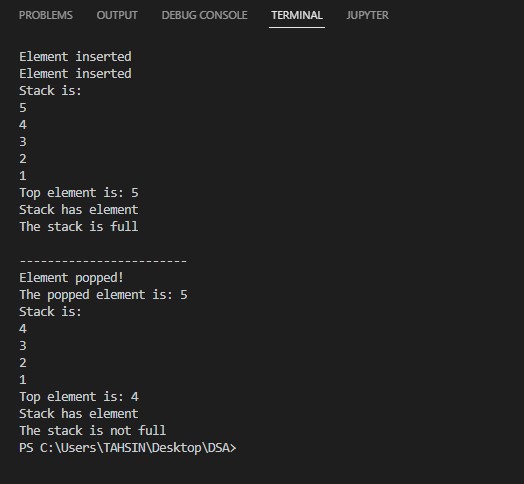 PROBLEMS OUTPUT DEBUG CONSOLE TERMINAL JUPYTER
Element inserted
Element inserted
Stack is:
5
4
3
2
1
Top element is: 5
Stack has element
The stack is full
------------------------
Element popped!
The popped element is: 5
Stack is:
4
3
2
1
Top element is: 4
Stack has element
The stack is not full
PS C:\Users\TAHSIN\Desktop\DSA>